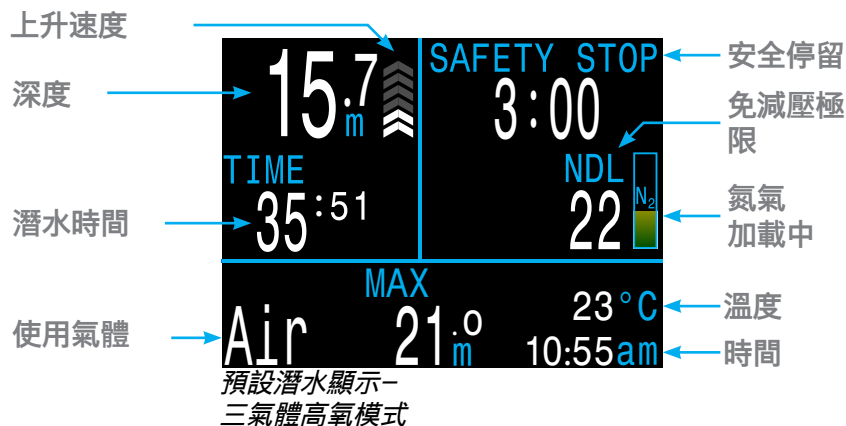 上升速度
深度
潛水時間
使用氣體
15.7
m
TIME
35:51
SAFETY STOP
3:00
NDL
22
N2
MAX
Air
21.0
m
23°C
10:55am
安全停留
免減壓極
限
氮氣
加載中
溫度
時間
預設潛水顯示–
三氣體高氧模式